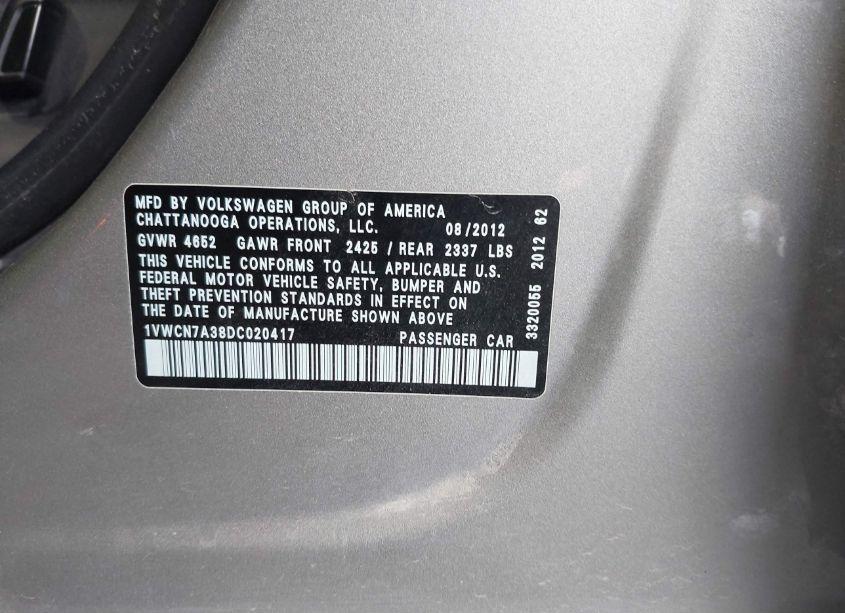 MFD BY VOLKSWAGEN GROUP OF AMERICA
CHATTANOOGA OPERATIONS, LLC. 08/2012
GVWR 4652 GAWR FRONT 2425 / REAR 2337 LBS
THIS VEHICLE CONFORMS TO ALL APPLICABLE U.S.
FEDERAL MOTOR VEHICLE SAFETY, BUMPER AND
THEFT PREVENTION STANDARDS IN EFFECT ON
THE DATE OF MANUFACTURE SHOWN ABOVE
1VWCN7A38DC020417 PASSENGER CAR
3320055 2012 62